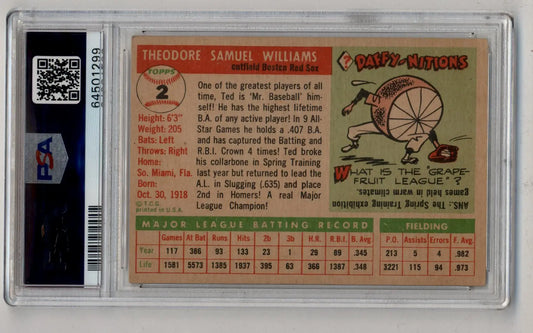 64501299
PSA
THEODORE SAMUEL WILLIAMS
outfield Boston Red Sox
TOPPS
2
Height: 6'3"
Weight: 205
Bats: Left
Throws: Right
Home:
So. Miami, Fla.
Born:
Oct. 30, 1918
© T.C.G.
printed in U.S.A.
One of the greatest players of all
time, Ted is 'Mr. Baseball' him-
self! He has the highest lifetime
B.A. of any active player! In 9 All-
Star Games he holds a .407 B.A.
and has captured the Batting and
R.B.I. Crown 4 times! Ted broke
his collarbone in Spring Training
last year but returned to lead the
A.L. in Slugging (.635) and placed
2nd in Homers! A real Major
League Champion!
? DAFFY-NITIONS
WHAT IS THE "GRAPE-
FRUIT LEAGUE"?
ANS. The Spring Training exhibition
games held in warm climates.
MAJOR LEAGUE BATTING RECORD
Games At Bat Runs Hits 2b 3b H.R. R.B.I. B. Avg.
Year 117 386 93 133 23 1 29 89 .345
Life 1581 5573 1385 1937 395 63 366 1387 .348
FIELDING
P.O. Assists Errors F. Avg.
213 5 4 .982
3221 115 94 .973